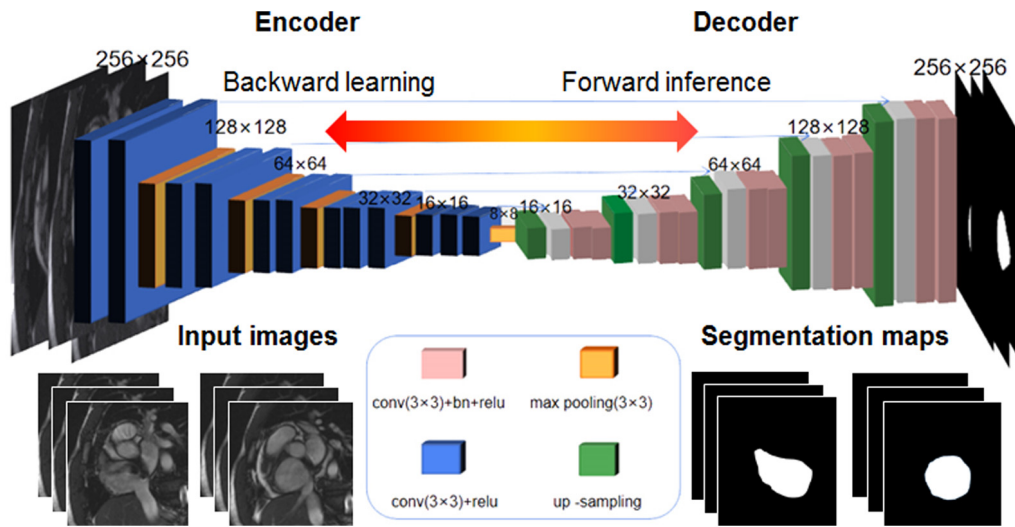 Encoder
Decoder
256×256
256×256
Backward learning
Forward inference
128×128
128×128
64×64
64×64
32×32
32×32
16×16
8×8
16×16
Input images
Segmentation maps
conv(3×3)+bn+relu
max pooling(3×3)
conv(3×3)+relu
up -sampling